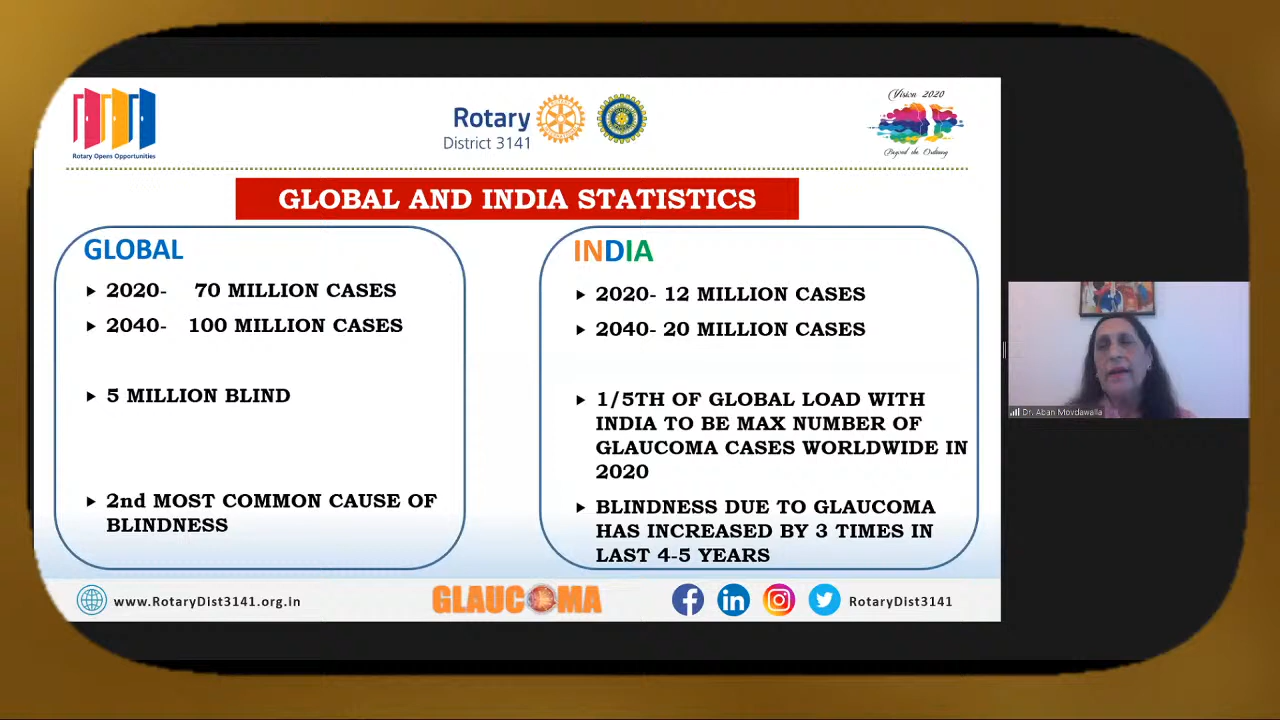 Rotary Opens Opportunities
Rotary
District 3141
Vision 2020
Beyond the Ordinary
GLOBAL AND INDIA STATISTICS
GLOBAL
2020- 70 MILLION CASES
2040- 100 MILLION CASES
5 MILLION BLIND
2nd MOST COMMON CAUSE OF
BLINDNESS
INDIA
2020- 12 MILLION CASES
2040- 20 MILLION CASES
1/5TH OF GLOBAL LOAD WITH
INDIA TO BE MAX NUMBER OF
GLAUCOMA CASES WORLDWIDE IN
2020
BLINDNESS DUE TO GLAUCOMA
HAS INCREASED BY 3 TIMES IN
LAST 4-5 YEARS
Dr. Aban Movdawalla
www.RotaryDist3141.org.in
GLAUCOMA
RotaryDist3141